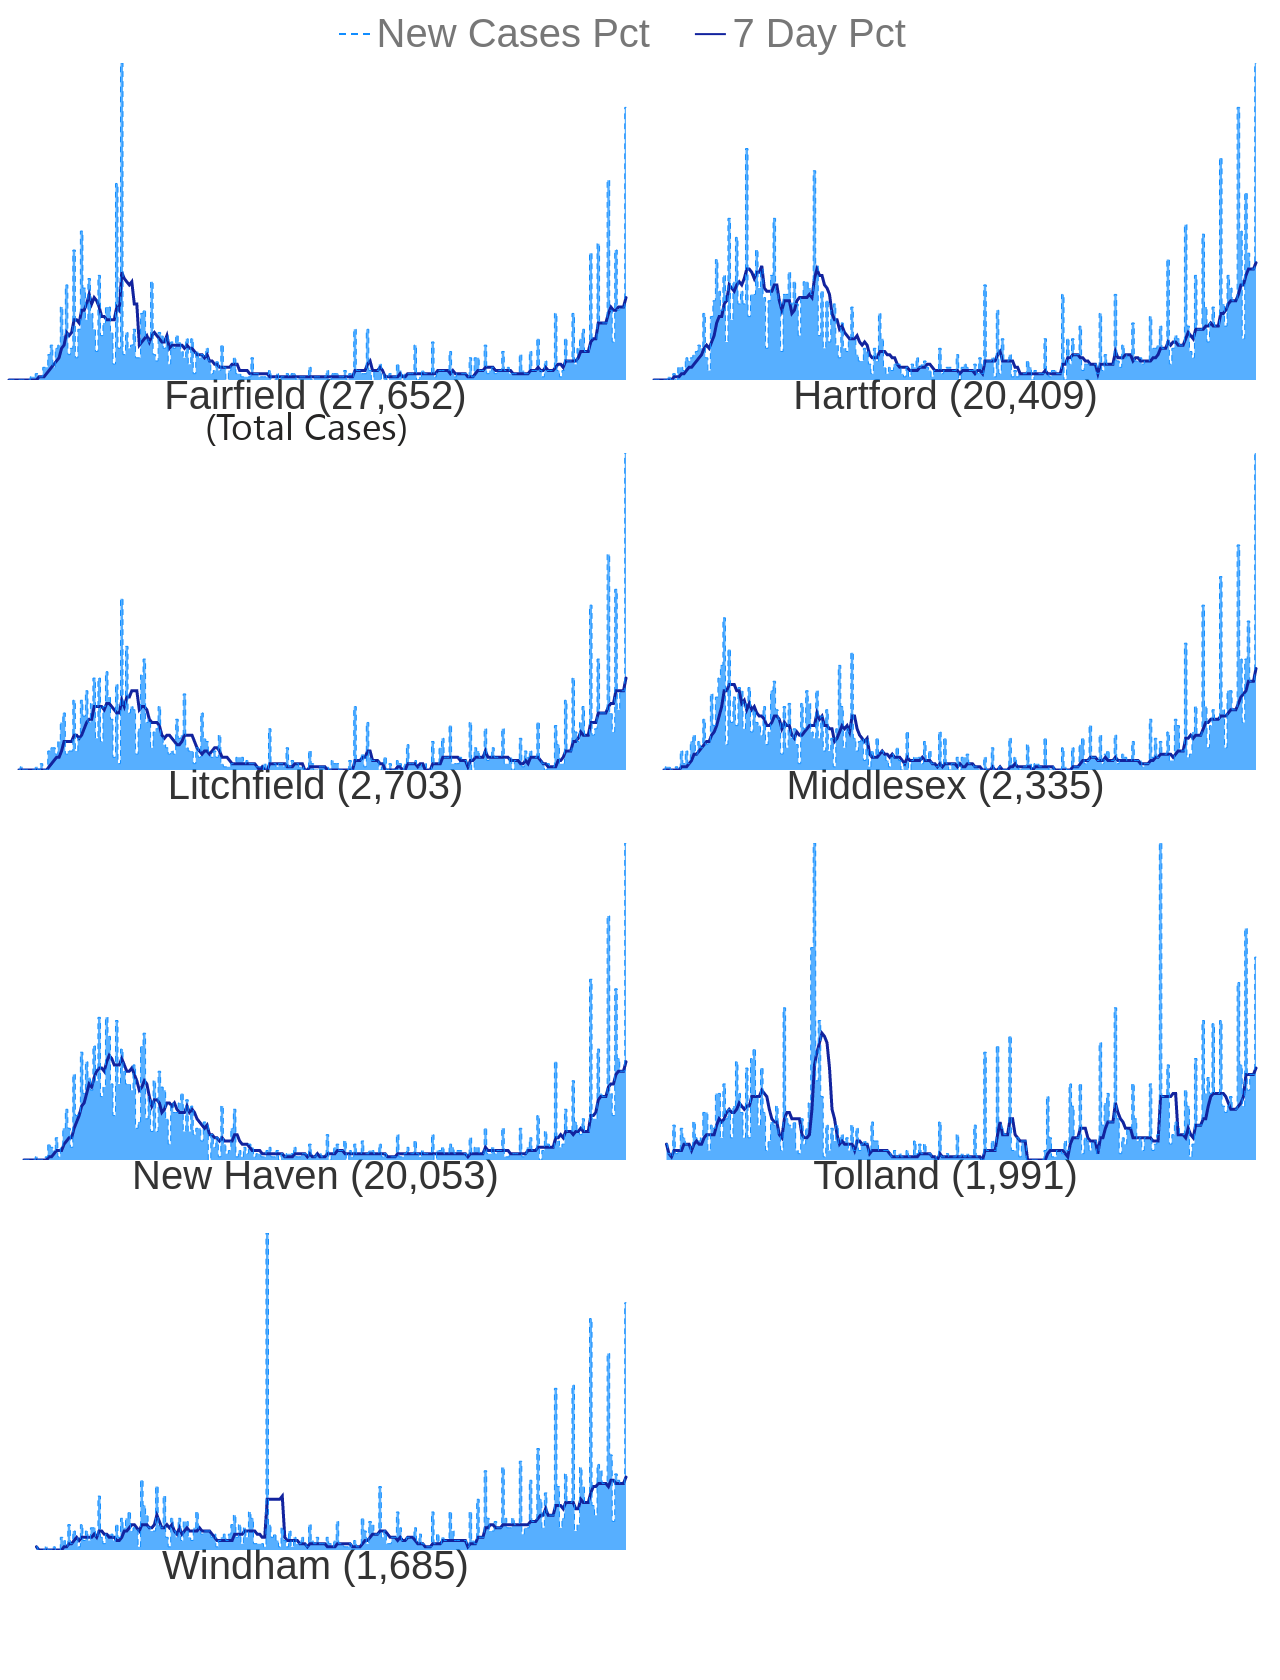 New Cases Pct 7 Day Pct
Fairfield (27,652)
(Total Cases)
Hartford (20,409)
Litchfield (2,703)
Middlesex (2,335)
New Haven (20,053)
Tolland (1,991)
Windham (1,685)